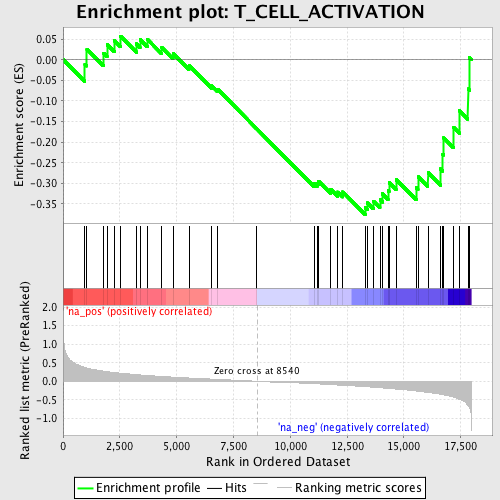 Enrichment plot: T_CELL_ACTIVATION
Enrichment score (ES)
0.05
0.00
-0.05
-0.10
-0.15
-0.20
-0.25
-0.30
-0.35
'na_pos' (positively correlated)
Ranked list metric (PreRanked)
2.0
1.5
1.0
0.5
0.0
-0.5
-1.0
Zero cross at 8540
'na_neg' (negatively correlated)
0
2,500
5,000
7,500
10,000
12,500
15,000
17,500
Rank in Ordered Dataset
Enrichment profile
Hits
Ranking metric scores